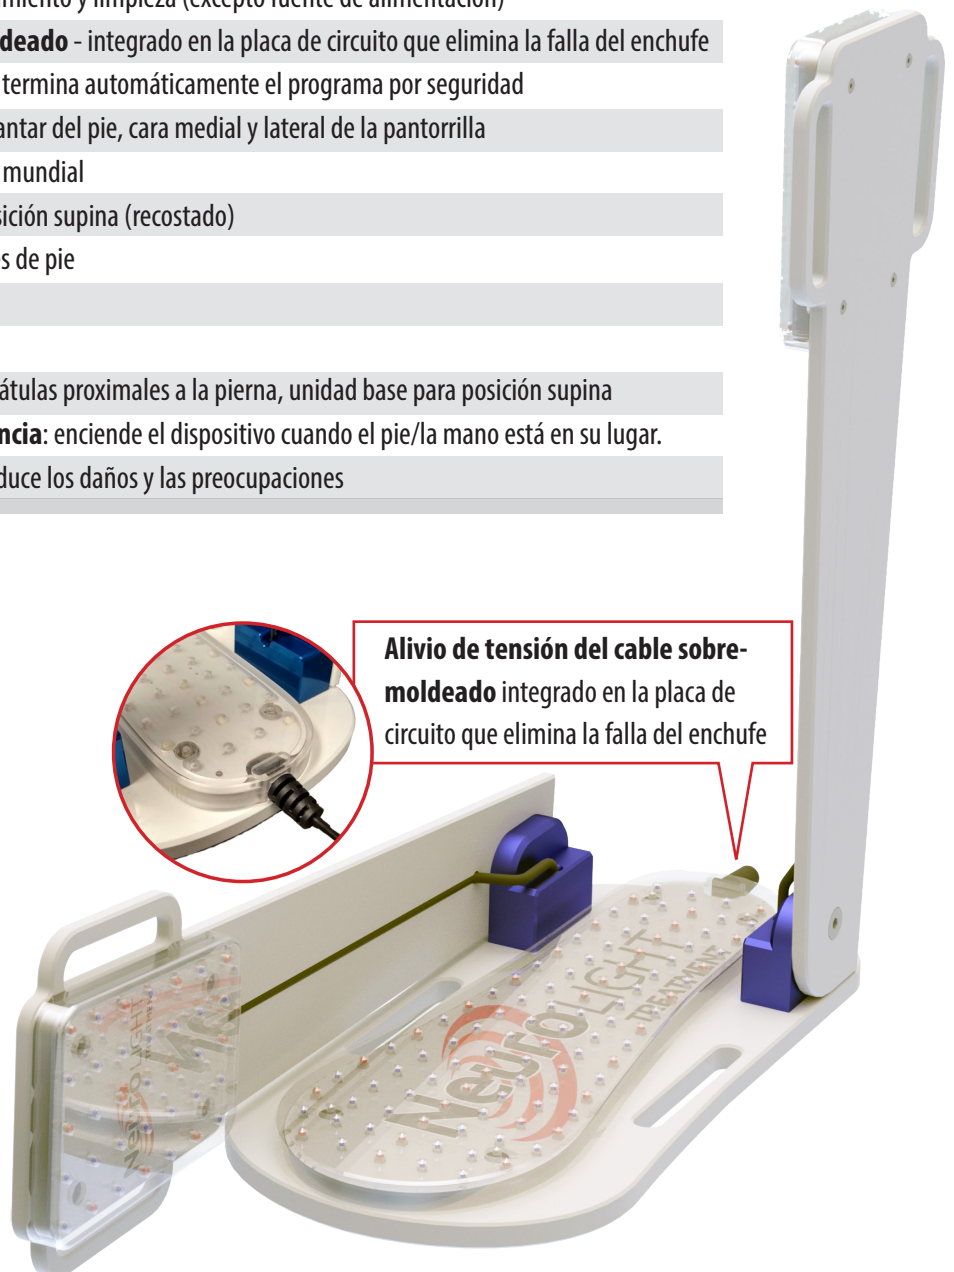 miento y limpieza (excepto fuente de alimentación)
deado - integrado en la placa de circuito que elimina la falla del enchufe
termina automáticamente el programa por seguridad
antar del pie, cara medial y lateral de la pantorrilla
mundial
sición supina (recostado)
s de pie
átulas proximales a la pierna, unidad base para posición supina
ncia: enciende el dispositivo cuando el pie/la mano está en su lugar.
duce los daños y las preocupaciones
Alivio de tensión del cable sobre-
moldeado integrado en la placa de
circuito que elimina la falla del enchufe
NeuroLIGHT
TREATMENT